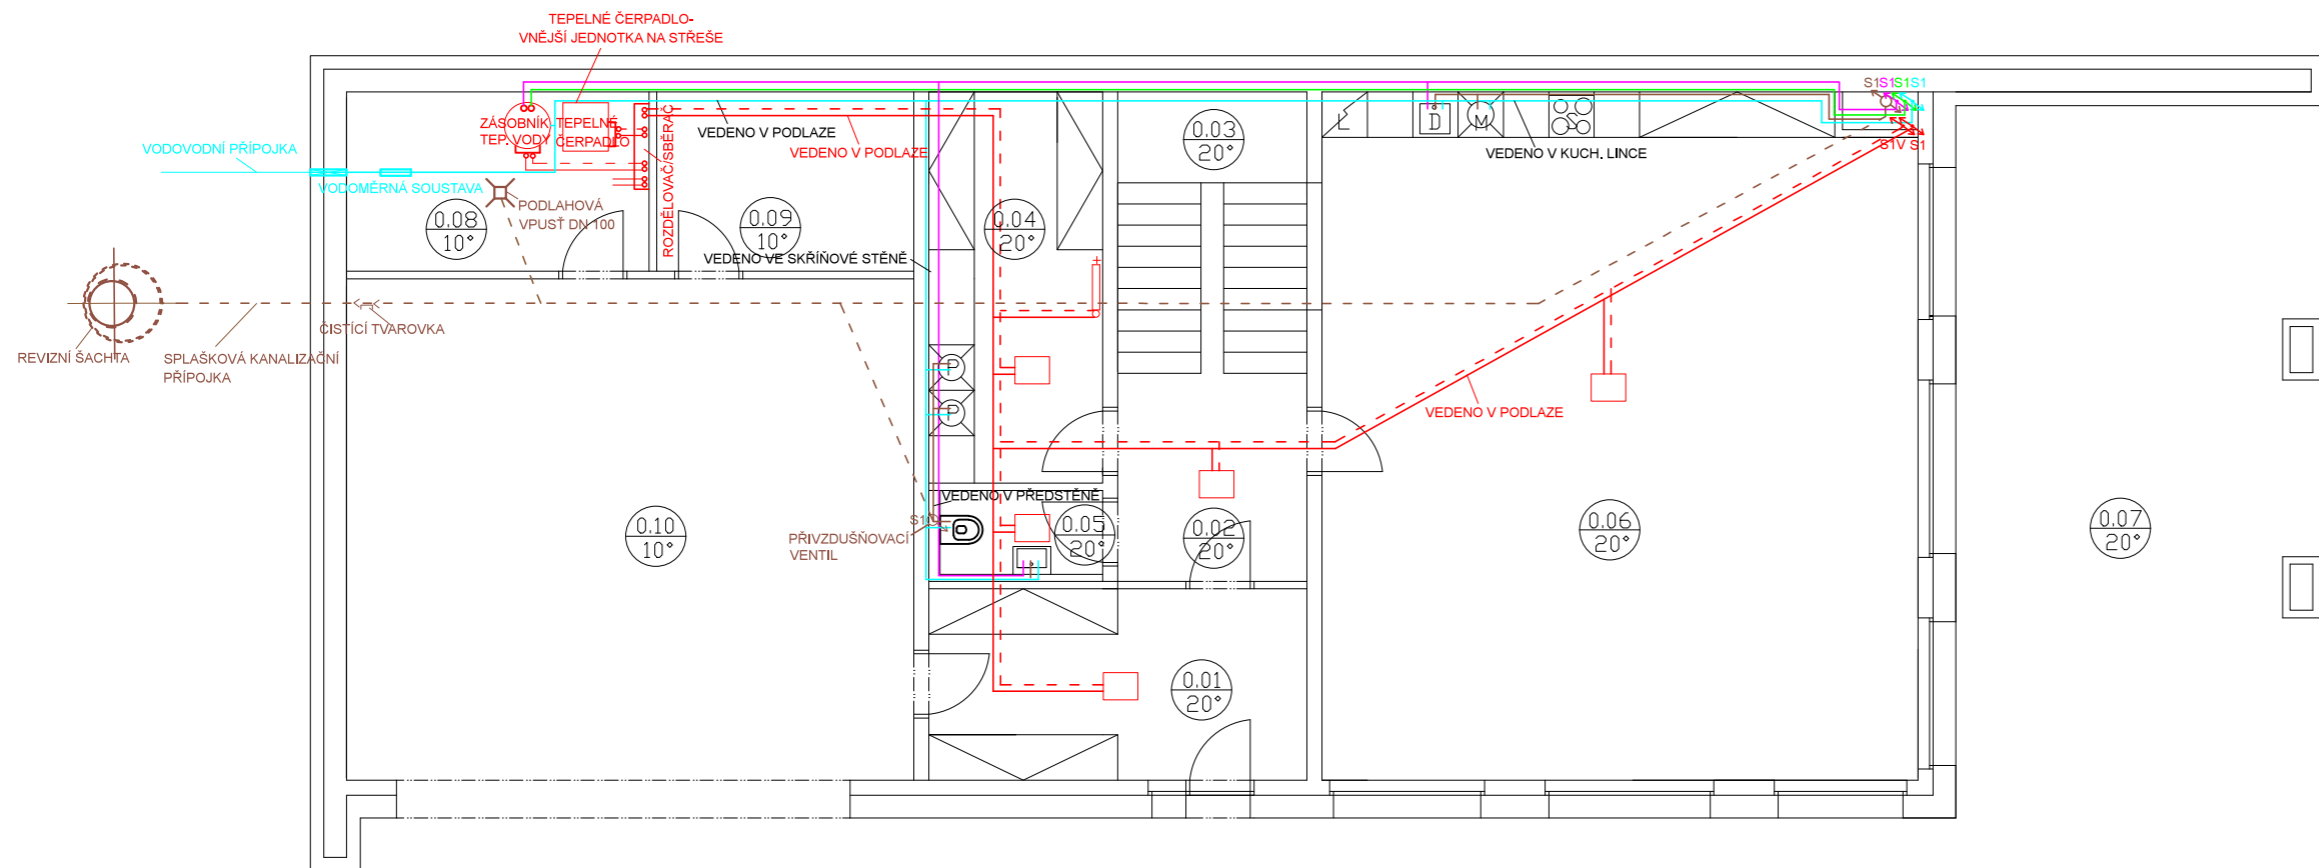 TEPELNÉ ČERPADLO-
VNĚJŠÍ JEDNOTKA NA STŘEŠE
S1 S1 S1 S1
ZÁSOBNÍK
TEP. VODY
TEPELNÉ
ČERPADLO
ROZDĚLOVAČ/SBĚRAČ
VEDENO V PODLAZE
VEDENO V PODLAZE
0.03
20°
L
D
M
S
VEDENO V KUCH. LINCE
S1V S1
VODOVODNÍ PŘÍPOJKA
VODOMĚRNÁ SOUSTAVA
PODLAHOVÁ
VPUSŤ DN 100
0.08
10°
0.09
10°
0.04
20°
VEDENO VE SKŘÍŇOVÉ STĚNĚ
ČISTÍCÍ TVAROVKA
REVIZNÍ ŠACHTA
SPLAŠKOVÁ KANALIZAČNÍ
PŘÍPOJKA
P
P
VEDENO V PODLAZE
VEDENO V PŘEDSTĚNĚ
S1
PŘIVZDUŠŇOVACÍ
VENTIL
0.10
10°
0.05
20°
0.02
20°
0.06
20°
0.07
20°
0.01
20°